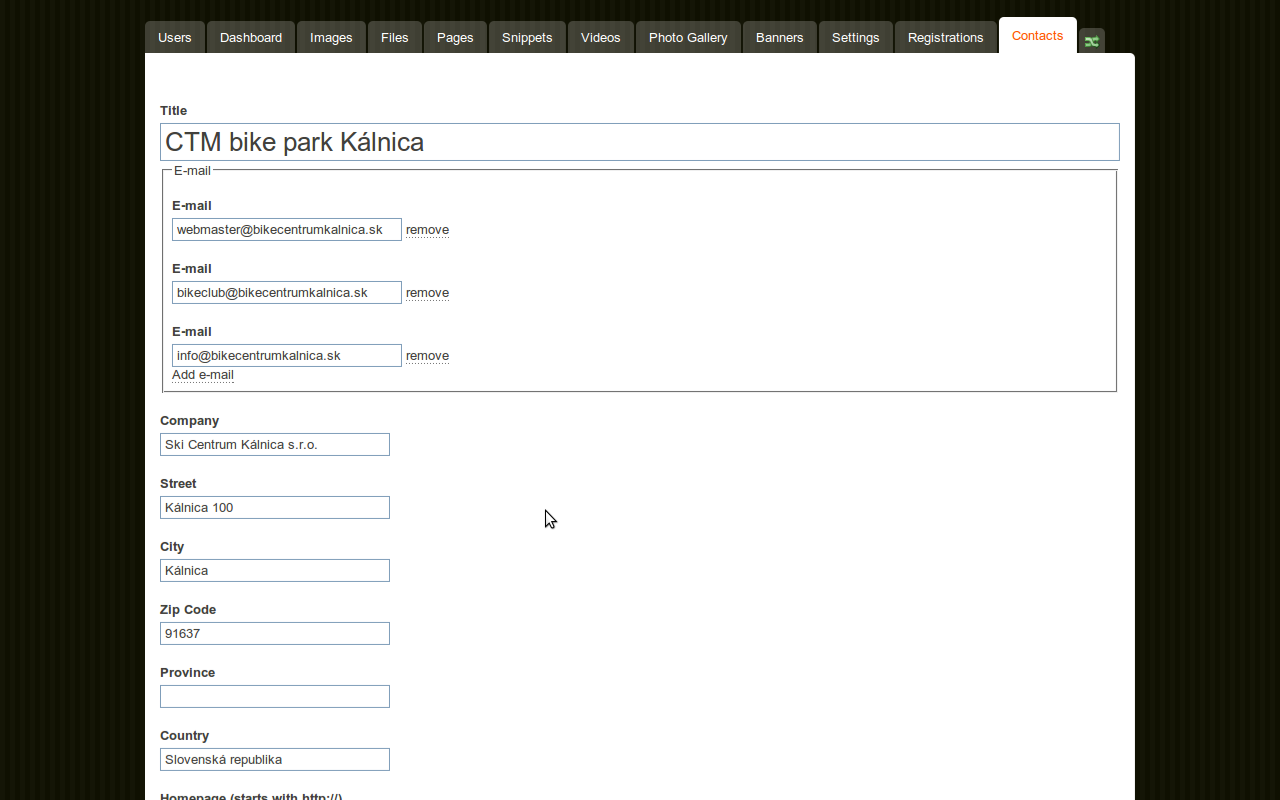 Users Dashboard Images Files Pages Snippets Videos Photo Gallery Banners Settings Registrations Contacts
Title
CTM bike park Kálnica
E-mail
E-mail
webmaster@bikecentrumkalnica.sk remove
E-mail
bikeclub@bikecentrumkalnica.sk remove
E-mail
info@bikecentrumkalnica.sk remove
Add e-mail
Company
Ski Centrum Kálnica s.r.o.
Street
Kálnica 100
City
Kálnica
Zip Code
91637
Province
Country
Slovenská republika
Homepage (starts with http://)